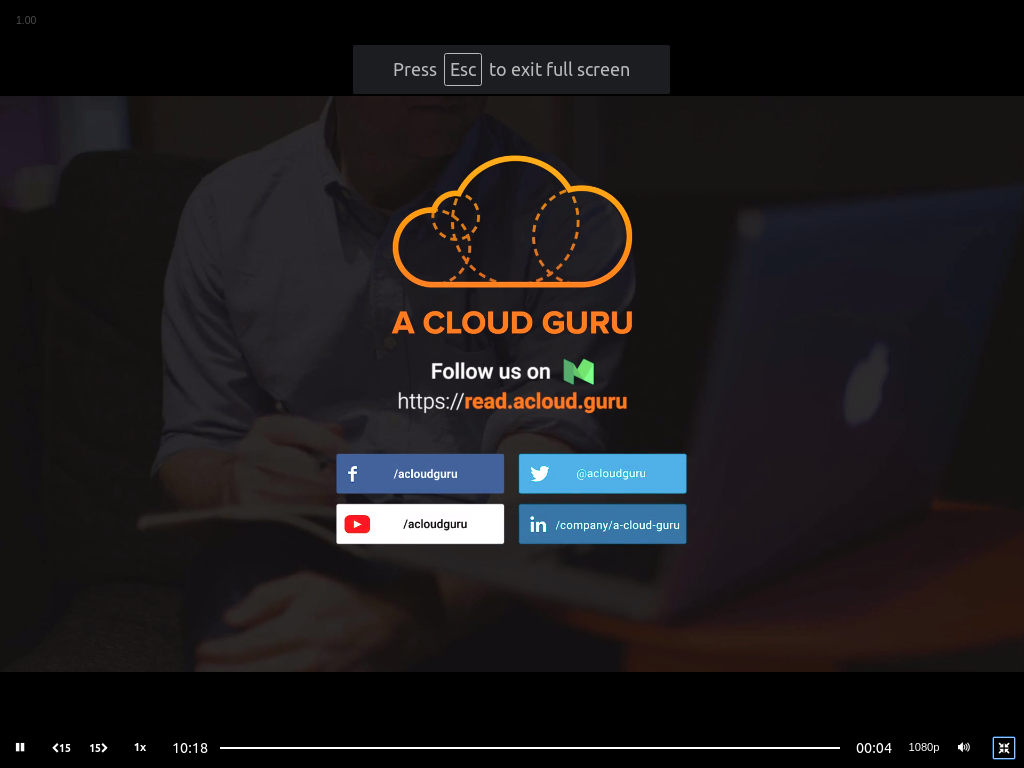 1.00
Press Esc to exit full screen
A CLOUD GURU
Follow us on
https://read.acloud.guru
/acloudguru
@acloudguru
/acloudguru
in /company/a-cloud-guru
15 15 1x 10:18 00:04 1080p